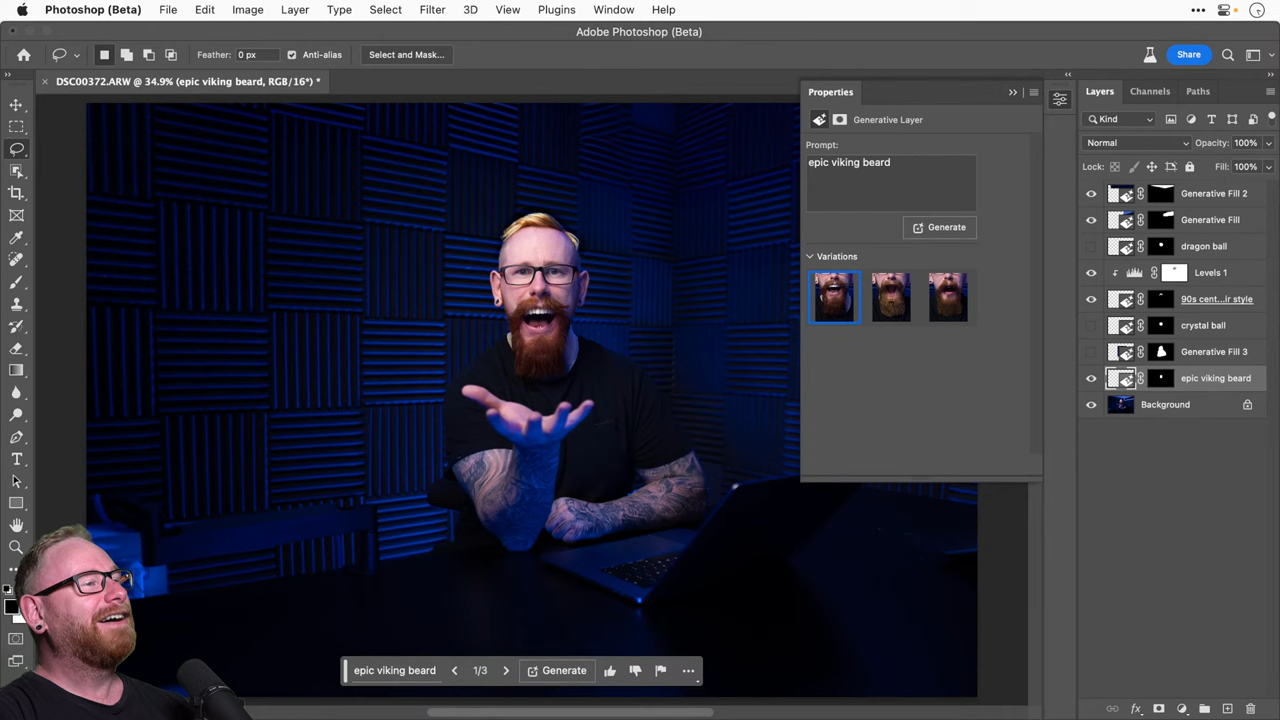 Photoshop (Beta) File Edit Image Layer Type Select Filter 3D View Plugins Window Help
Adobe Photoshop (Beta)
Feather: 0 px Anti-alias Select and Mask... Share
DSC00372.ARW @ 34.9% (epic viking beard, RGB/16*) *
Properties
Generative Layer
Prompt:
epic viking beard
Generate
Variations
Layers Channels Paths
Kind
Normal Opacity: 100%
Lock: Fill: 100%
Generative Fill 2
Generative Fill
dragon ball
Levels 1
90s cent...ir style
crystal ball
Generative Fill 3
epic viking beard
Background
epic viking beard 1/3 Generate